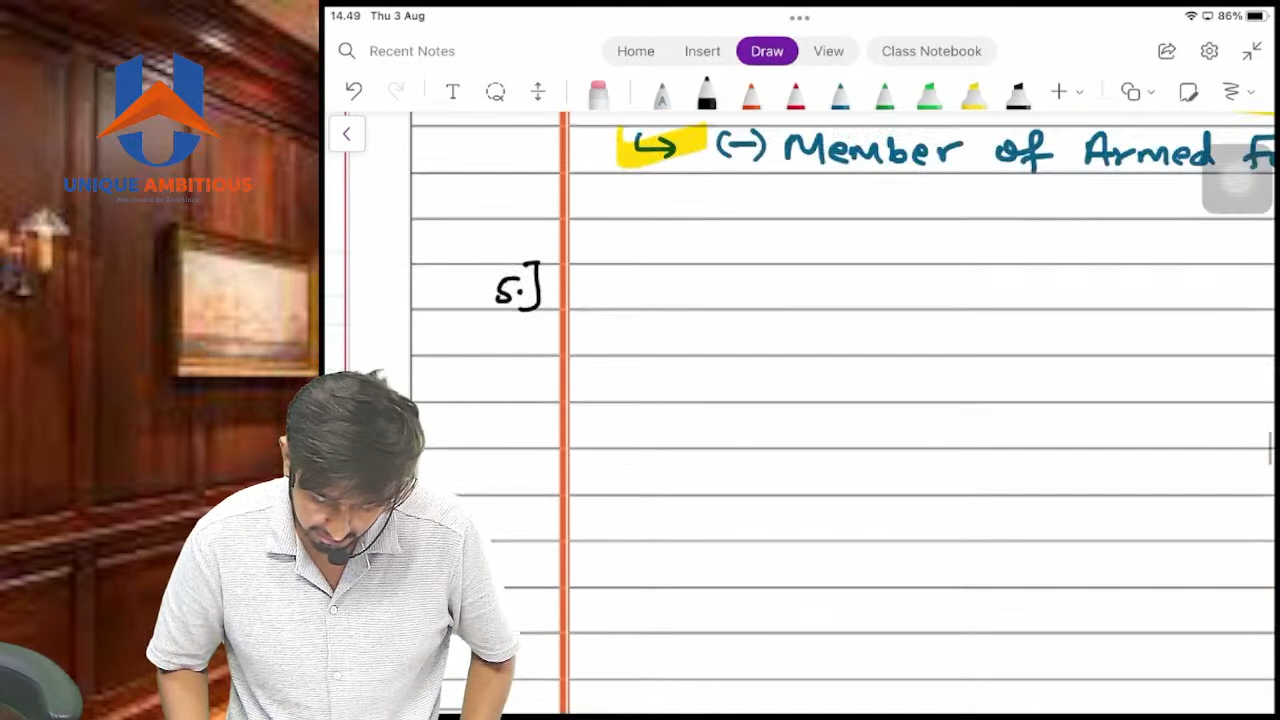 14.49 Thu 3 Aug
86%
Recent Notes
Home Insert Draw View Class Notebook
UNIQUE AMBITIOUS
(-) Member of Armed F
5.]